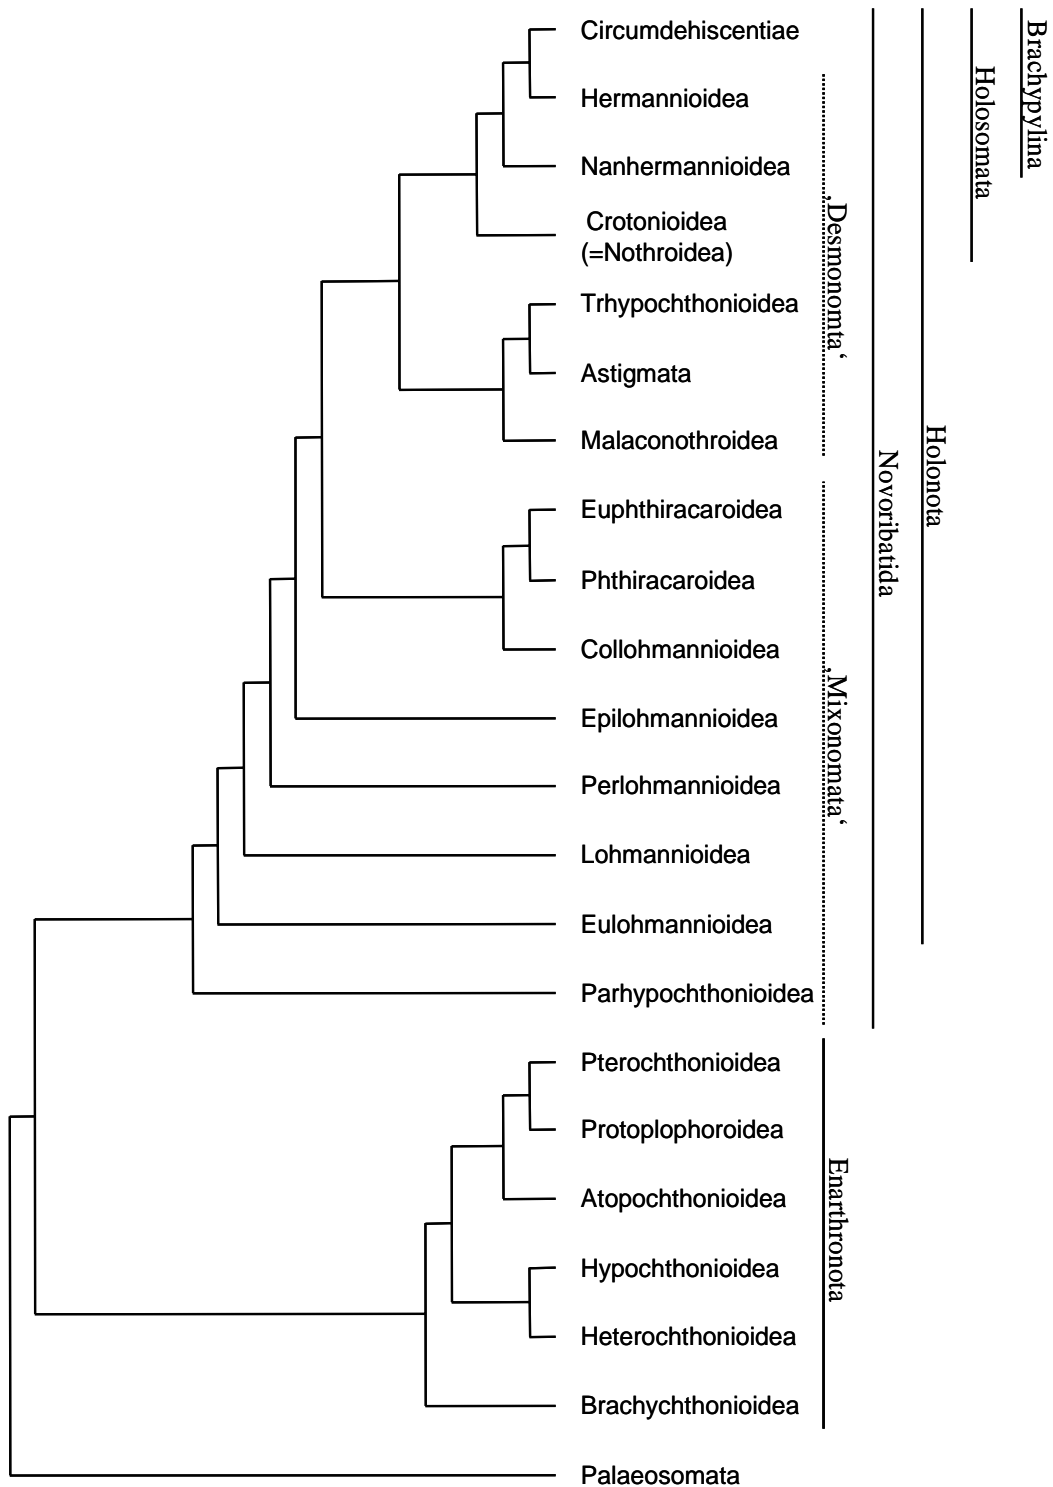 Circumdehiscentiae
Hermannioidea
Nanhermannioidea
Crotonioidea
(=Nothroidea)
Trhypochthonioidea
Astigmata
Malaconothroidea
Euphthiracaroidea
Phthiracaroidea
Collohmannioidea
Epilohmannioidea
Perlohmannioidea
Lohmannioidea
Eulohmannioidea
Parhypochthonioidea
Pterochthonioidea
Protoplophoroidea
Atopochthonioidea
Hypochthonioidea
Heterochthonioidea
Brachychthonioidea
Palaeosomata
‚Desmonomta‘
‚Mixonomata‘
Enarthronota
Novoribatida
Holonota
Holosomata
Brachypylina